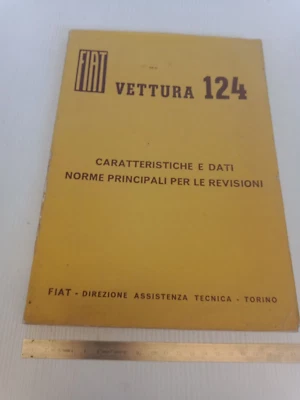 FIAT
VETTURA 124
CARATTERISTICHE E DATI
NORME PRINCIPALI PER LE REVISIONI
FIAT - DIREZIONE ASSISTENZA TECNICA - TORINO